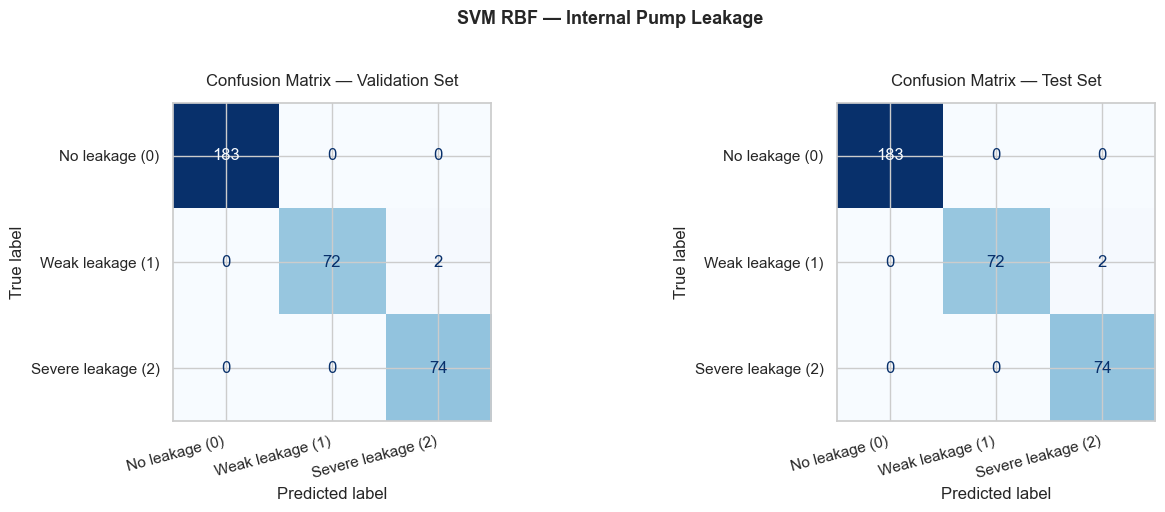 SVM RBF — Internal Pump Leakage
Confusion Matrix — Validation Set
True label
No leakage (0)
183 0 0
Weak leakage (1)
0 72 2
Severe leakage (2)
0 0 74
No leakage (0)
Weak leakage (1)
Severe leakage (2)
Predicted label
Confusion Matrix — Test Set
True label
No leakage (0)
183 0 0
Weak leakage (1)
0 72 2
Severe leakage (2)
0 0 74
No leakage (0)
Weak leakage (1)
Severe leakage (2)
Predicted label